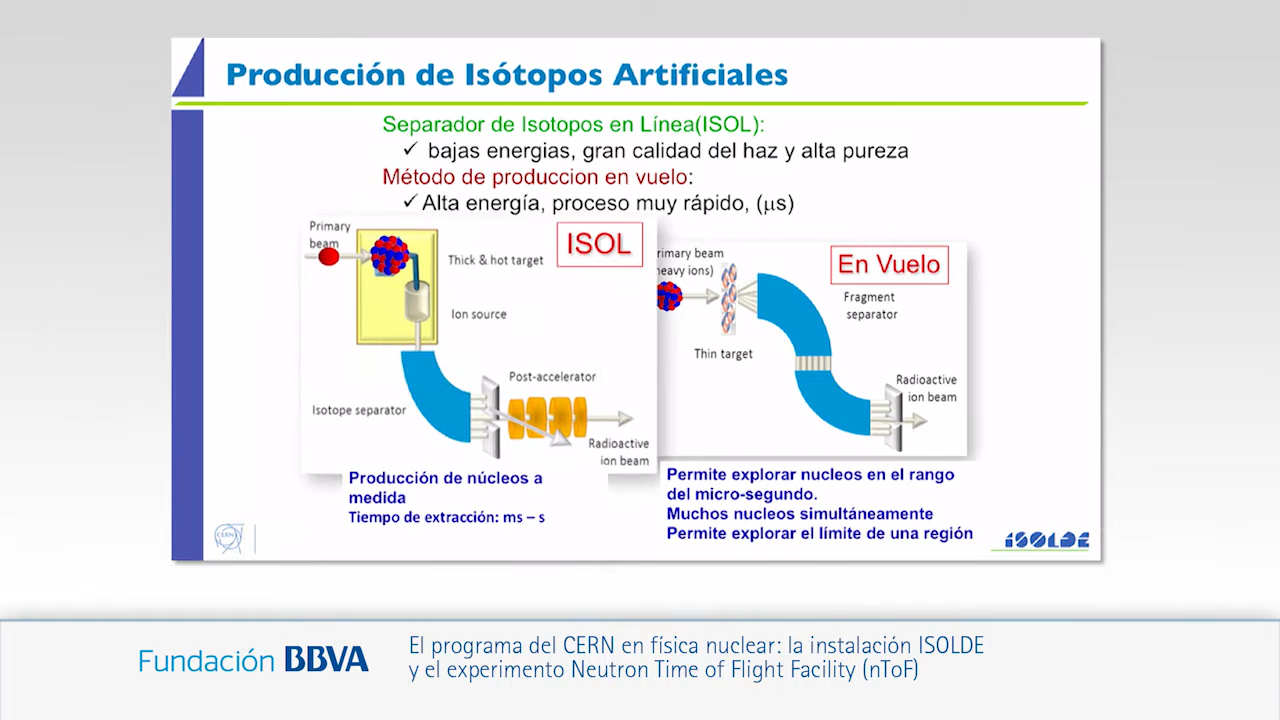 Producción de Isótopos Artificiales
Separador de Isotopos en Línea(ISOL):
✓ bajas energias, gran calidad del haz y alta pureza
Método de produccion en vuelo:
✓ Alta energía, proceso muy rápido, (μs)
Primary
beam
ISOL
Thick & hot target
Ion source
Isotope separator
Post-accelerator
Radioactive
ion beam
Producción de núcleos a
medida
Tiempo de extracción: ms – s
rimary beam
heavy ions)
En Vuelo
Fragment
separator
Thin target
Radioactive
ion beam
Permite explorar nucleos en el rango
del micro-segundo.
Muchos nucleos simultáneamente
Permite explorar el límite de una región
CERN
ISOLDE
Fundación BBVA
El programa del CERN en física nuclear: la instalación ISOLDE
y el experimento Neutron Time of Flight Facility (nToF)